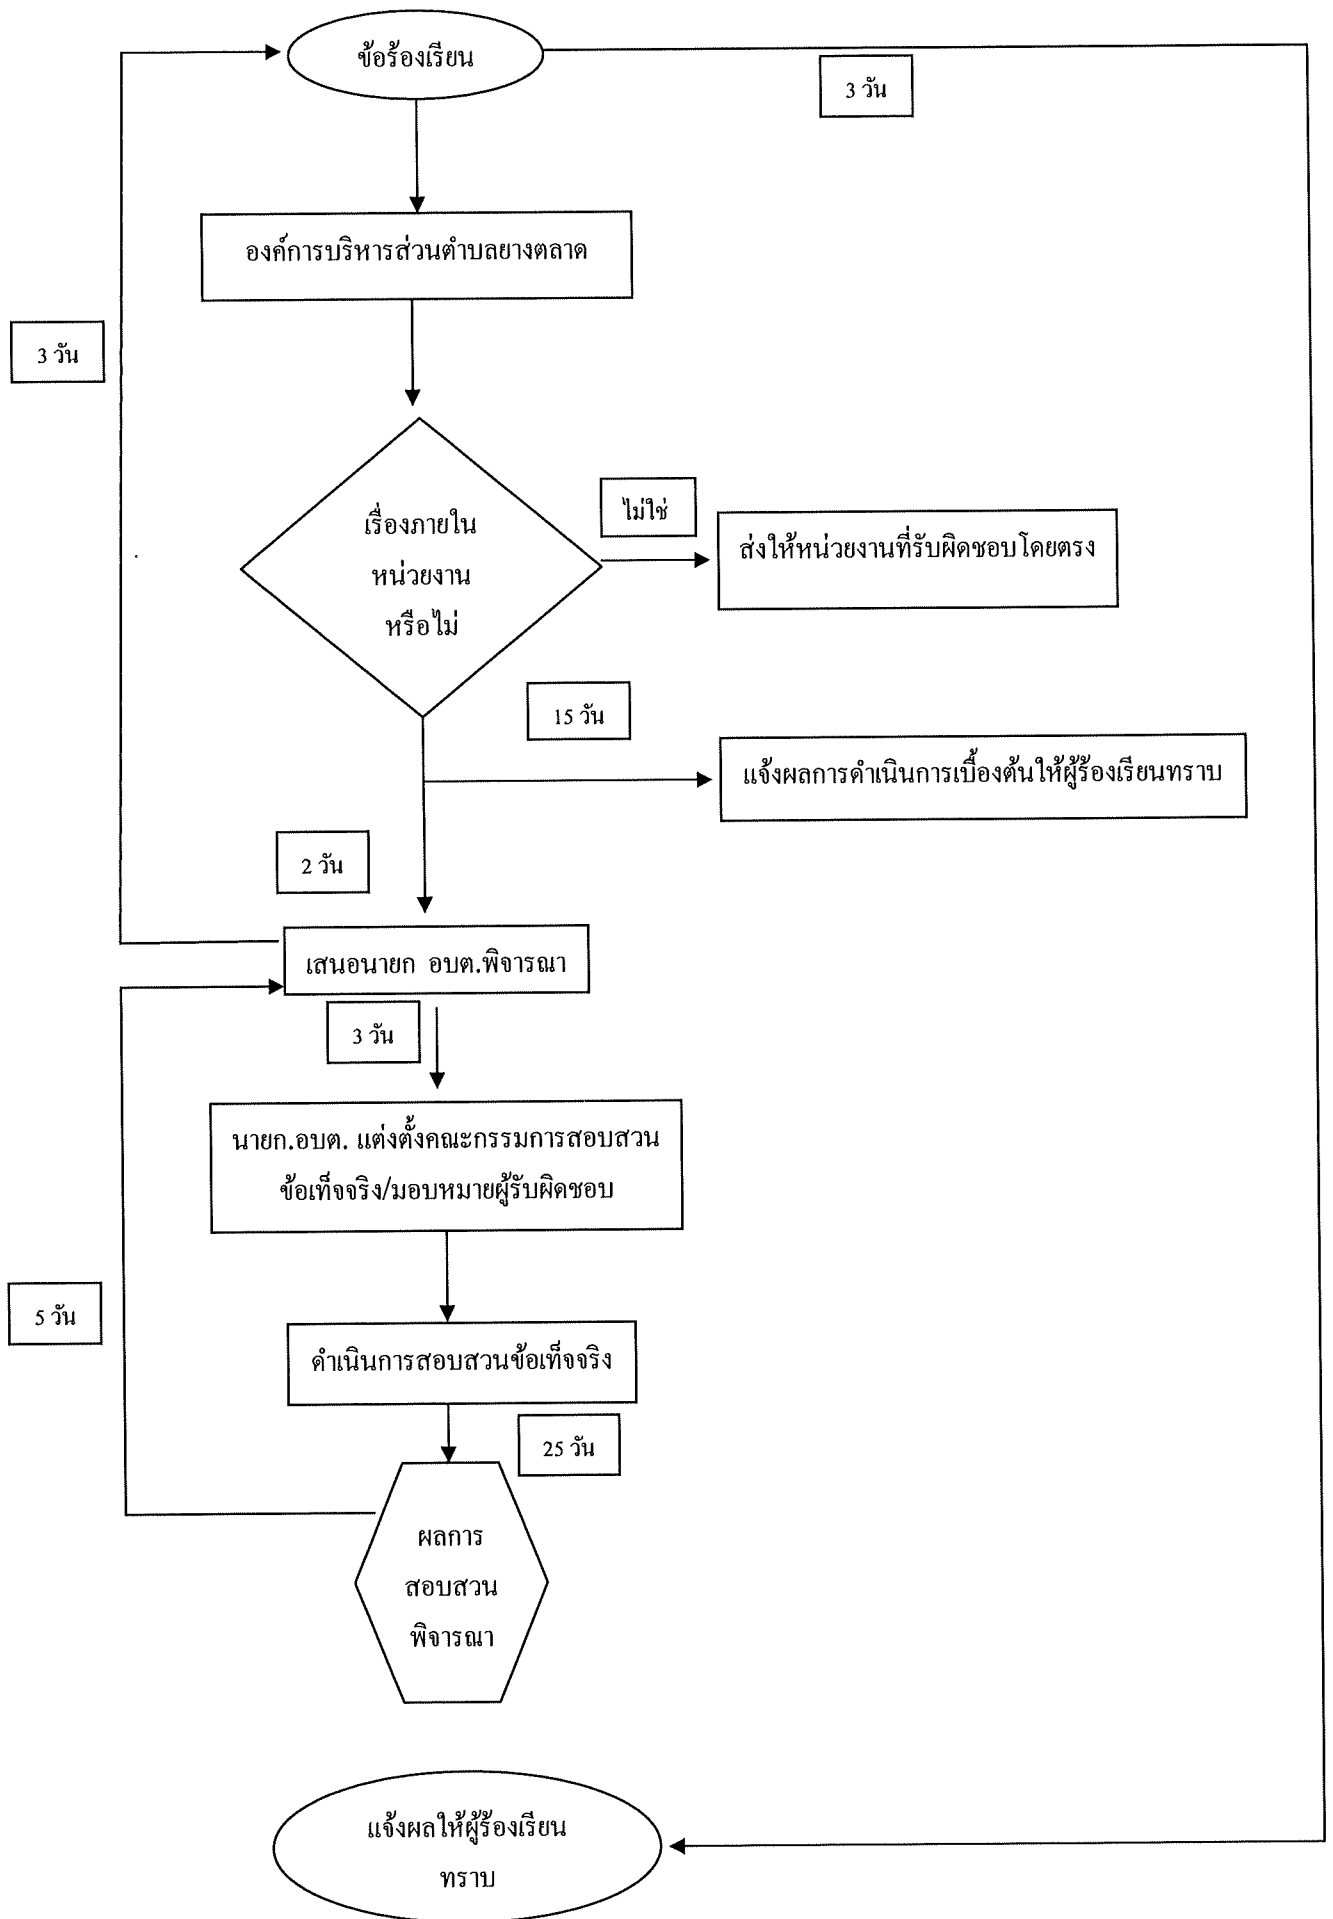 ข้อร้องเรียน
3 วัน
องค์การบริหารส่วนตำบลยางตลาด
3 วัน
เรื่องภายใน
หน่วยงาน
หรือไม่
ไม่ใช่
ส่งให้หน่วยงานที่รับผิดชอบโดยตรง
15 วัน
แจ้งผลการดำเนินการเบื้องต้นให้ผู้ร้องเรียนทราบ
2 วัน
เสนอนายก อบต.พิจารณา
3 วัน
นายก.อบต. แต่งตั้งคณะกรรมการสอบสวน
ข้อเท็จจริง/มอบหมายผู้รับผิดชอบ
5 วัน
ดำเนินการสอบสวนข้อเท็จจริง
25 วัน
ผลการ
สอบสวน
พิจารณา
แจ้งผลให้ผู้ร้องเรียน
ทราบ